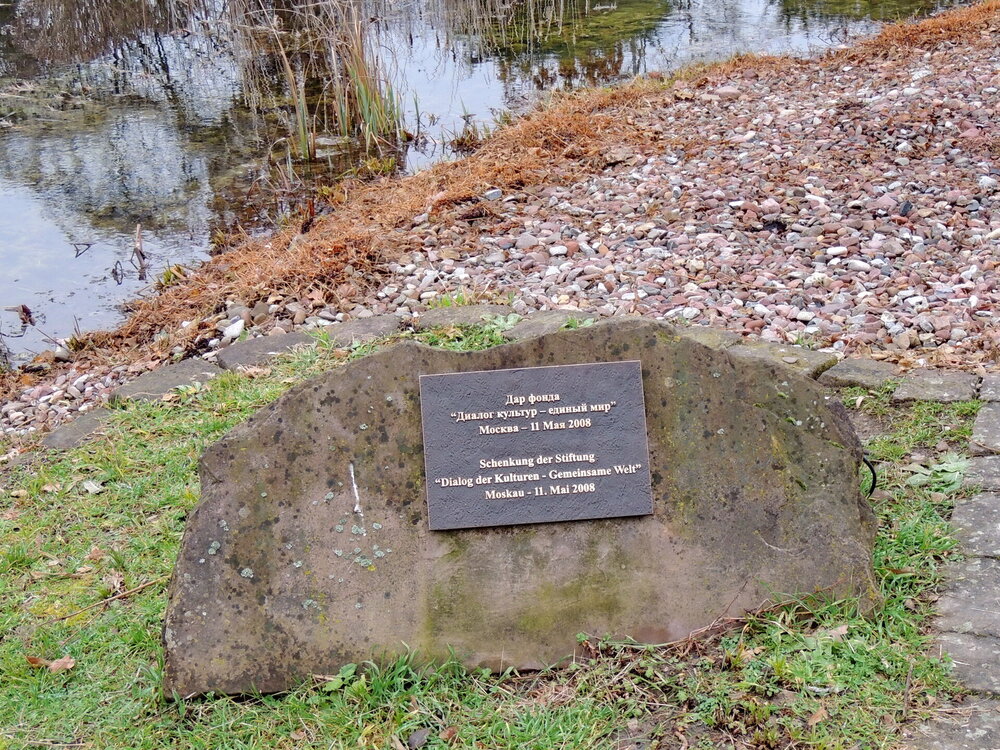 Дар фонда
“Диалог культур – единый мир”
Москва – 11 Мая 2008
Schenkung der Stiftung
“Dialog der Kulturen - Gemeinsame Welt”
Moskau - 11. Mai 2008